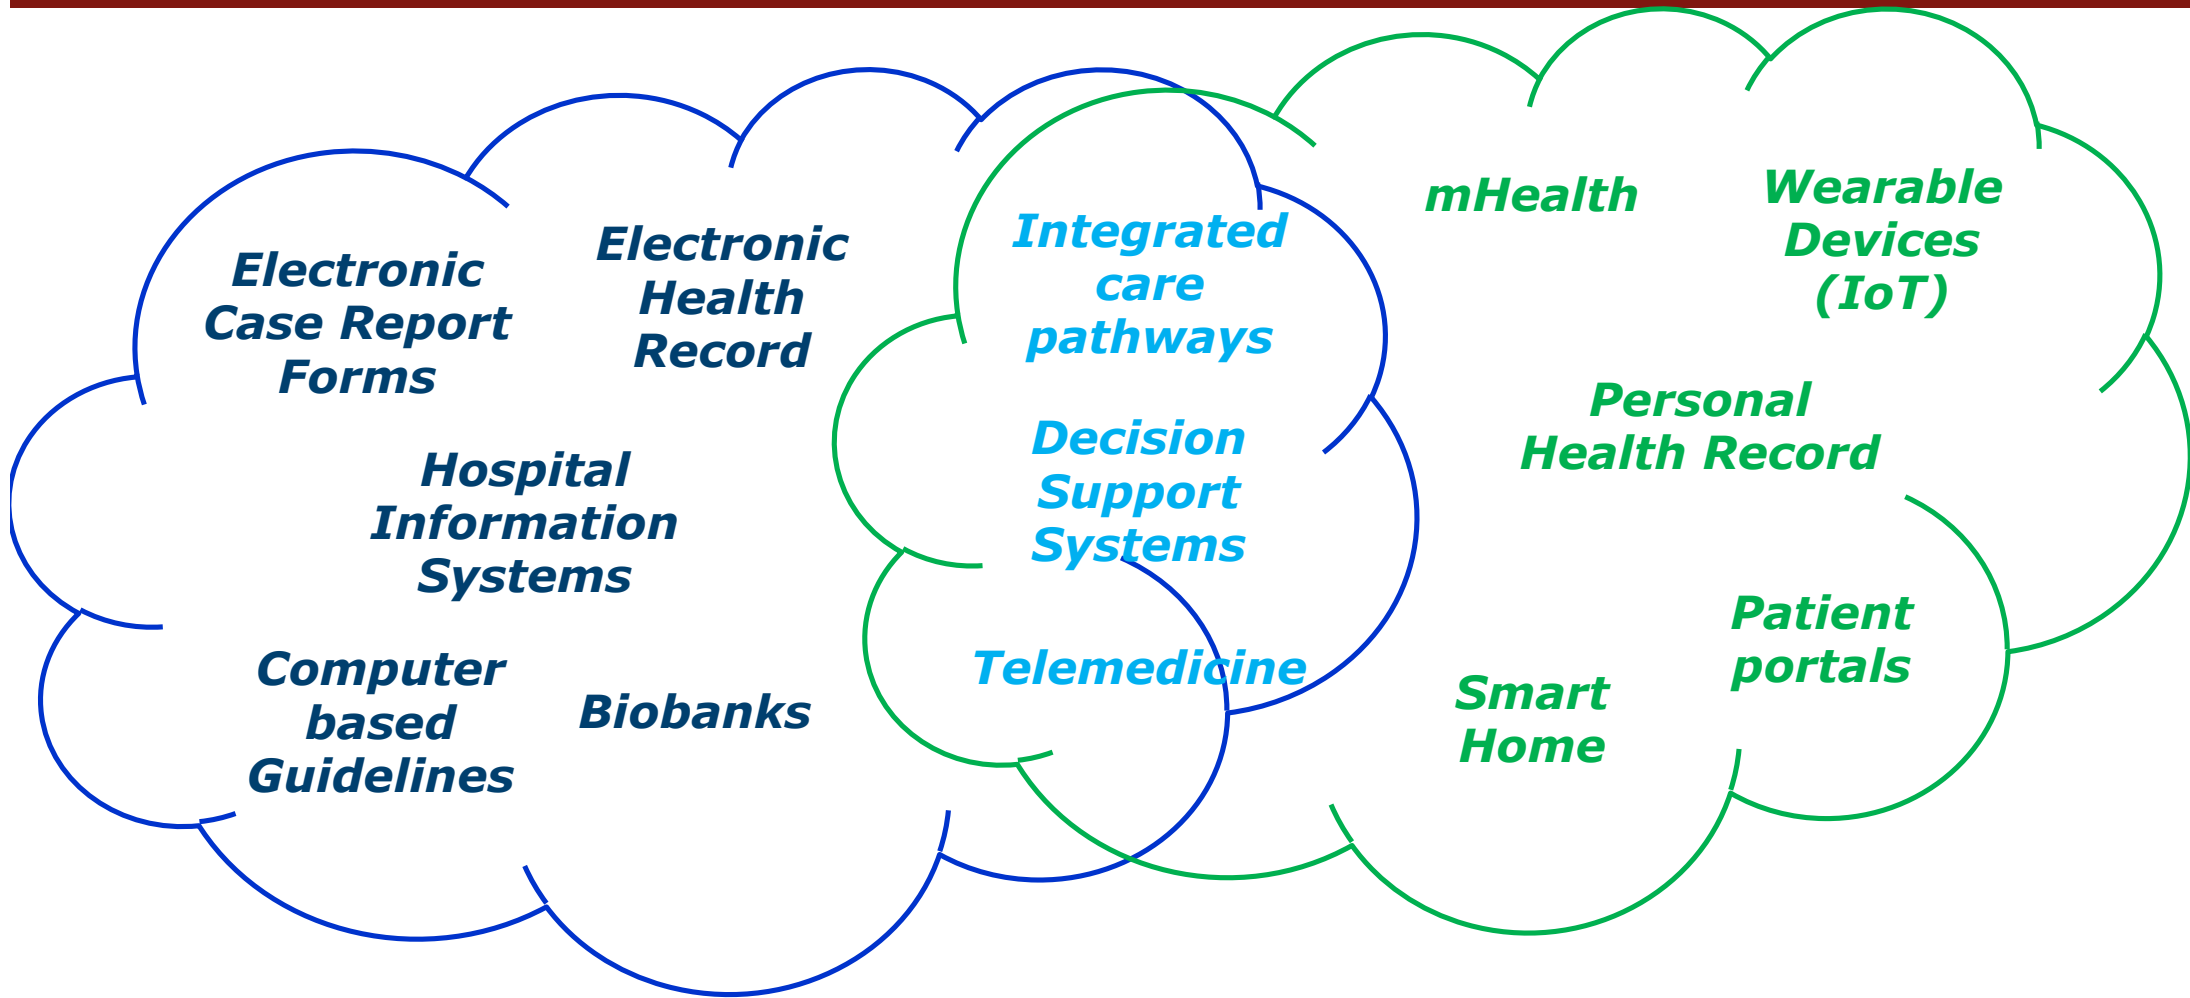 Electronic
Case Report
Forms
Electronic
Health
Record
Hospital
Information
Systems
Computer
based
Guidelines
Biobanks
Integrated
care
pathways
Decision
Support
Systems
Telemedicine
mHealth
Wearable
Devices
(IoT)
Personal
Health Record
Patient
portals
Smart
Home